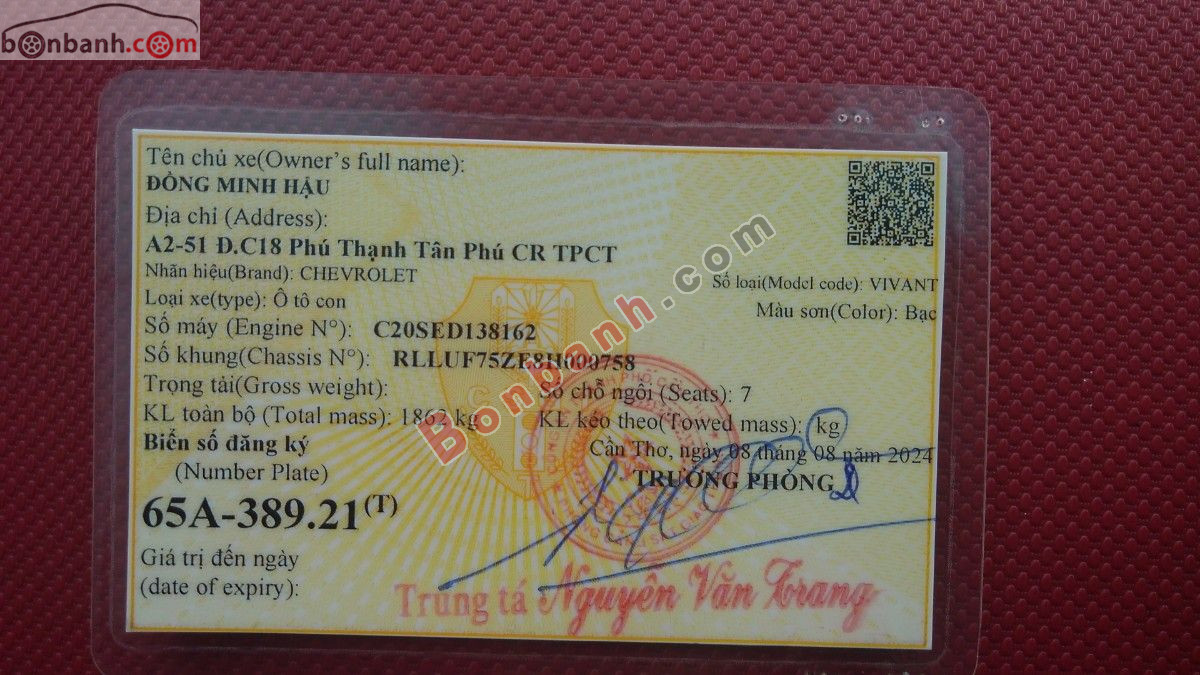 bonbanh.com
Tên chủ xe(Owner's full name):
ĐỒNG MINH HẬU
Địa chỉ (Address):
A2-51 Đ.C18 Phú Thạnh Tân Phú CR TPCT
Nhãn hiệu(Brand): CHEVROLET
Số loại(Model code): VIVANT
Loại xe(type): Ô tô con
Màu sơn(Color): Bạc
Số máy (Engine N°): C20SED138162
Số khung(Chassis N°): RLLUF75ZE8H000758
Trọng tải(Gross weight):
Số chỗ ngồi (Seats): 7
KL toàn bộ (Total mass): 1862 kg
KL kéo theo(Towed mass): kg
Biển số đăng ký
Cần Thơ, ngày 08 tháng 08 năm 2024
(Number Plate)
TRƯỞNG PHÒNG
65A-389.21(T)
Giá trị đến ngày
(date of expiry):
Trung tá Nguyễn Văn Trang
Bonbanh.com